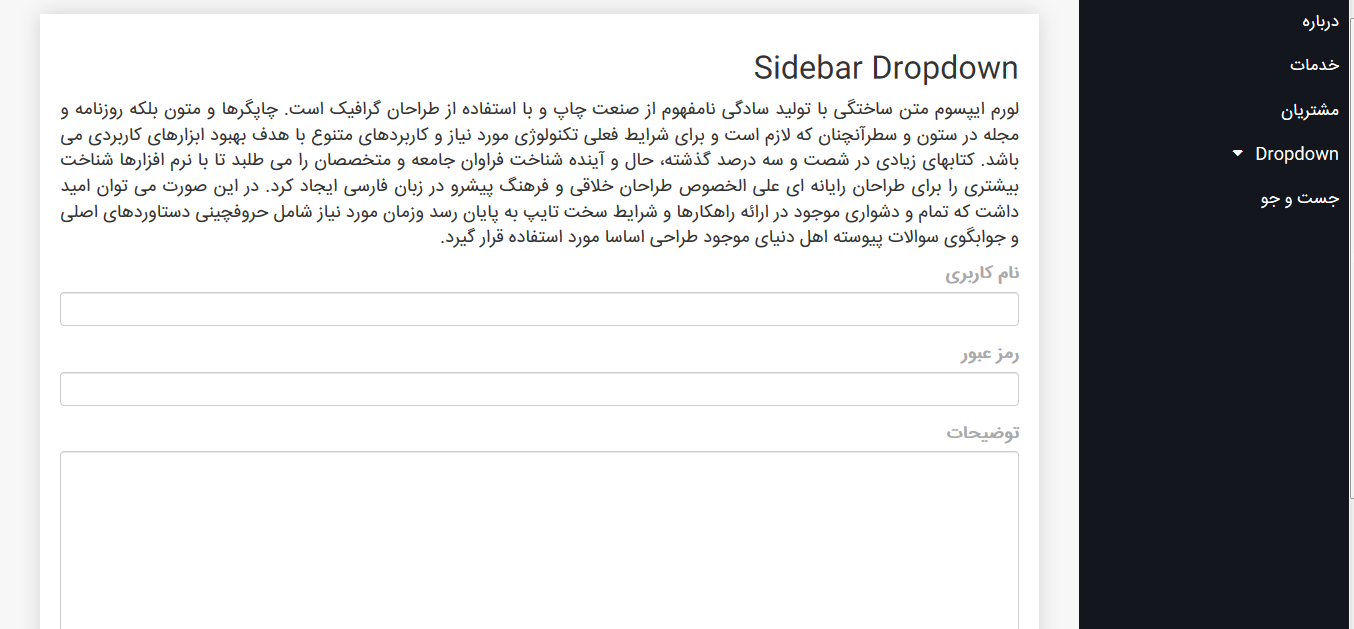 درباره
خدمات
مشتریان
Dropdown
جست و جو
Sidebar Dropdown
لورم ایپسوم متن ساختگی با تولید سادگی نامفهوم از صنعت چاپ و با استفاده از طراحان گرافیک است. چاپگرها و متون بلکه روزنامه و
مجله در ستون و سطرآنچنان که لازم است و برای شرایط فعلی تکنولوژی مورد نیاز و کاربردهای متنوع با هدف بهبود ابزارهای کاربردی می
باشد. کتابهای زیادی در شصت و سه درصد گذشته، حال و آینده شناخت فراوان جامعه و متخصصان را می طلبد تا با نرم افزارها شناخت
بیشتری را برای طراحان رایانه ای علی الخصوص طراحان خلاقی و فرهنگ پیشرو در زبان فارسی ایجاد کرد. در این صورت می توان امید
داشت که تمام و دشواری موجود در ارائه راهکارها و شرایط سخت تایپ به پایان رسد وزمان مورد نیاز شامل حروفچینی دستاوردهای اصلی
و جوابگوی سوالات پیوسته اهل دنیای موجود طراحی اساسا مورد استفاده قرار گیرد.
نام کاربری
رمز عبور
توضیحات